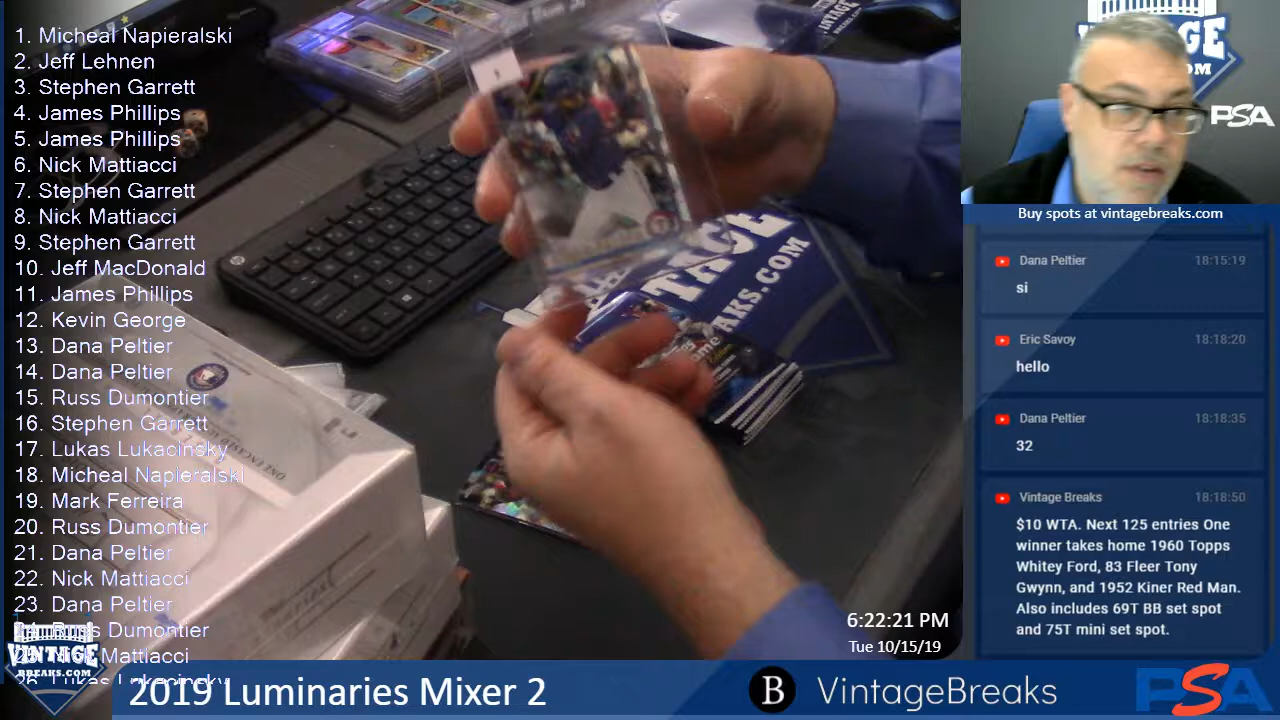 1. Micheal Napieralski
2. Jeff Lehnen
3. Stephen Garrett
4. James Phillips
5. James Phillips
6. Nick Mattiacci
7. Stephen Garrett
8. Nick Mattiacci
9. Stephen Garrett
10. Jeff MacDonald
11. James Phillips
12. Kevin George
13. Dana Peltier
14. Dana Peltier
15. Russ Dumontier
16. Stephen Garrett
17. Lukas Lukacinsky
18. Micheal Napieralski
19. Mark Ferreira
20. Russ Dumontier
21. Dana Peltier
22. Nick Mattiacci
23. Dana Peltier
24. Russ Dumontier
25. Nick Mattiacci
26. Lukas Lukacinsky
VINTAGE
BREAKS.COM
PSA
Buy spots at vintagebreaks.com
Dana Peltier 18:15:19
si
Eric Savoy 18:18:20
hello
Dana Peltier 18:18:35
32
Vintage Breaks 18:18:50
$10 WTA. Next 125 entries One
winner takes home 1960 Topps
Whitey Ford, 83 Fleer Tony
Gwynn, and 1952 Kiner Red Man.
Also includes 69T BB set spot
and 75T mini set spot.
6:22:21 PM
Tue 10/15/19
2019 Luminaries Mixer 2
B VintageBreaks
PSA